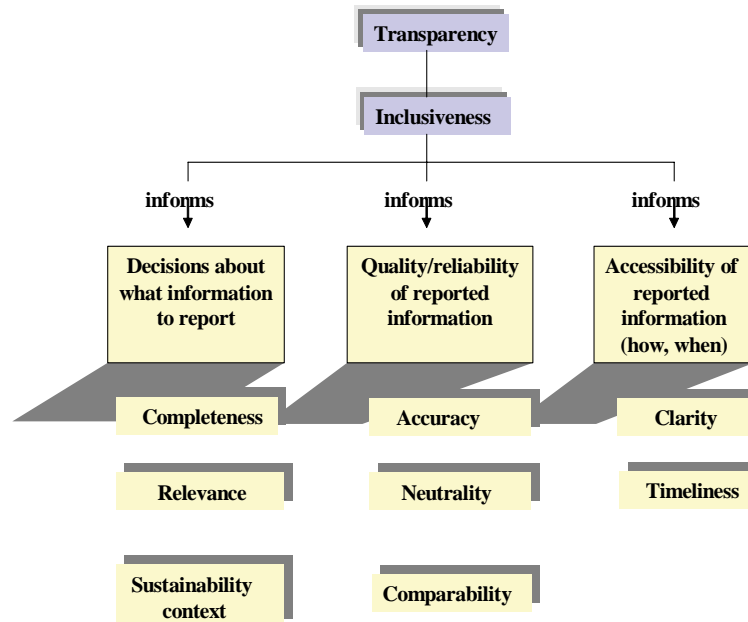 Transparency
Inclusiveness
informs
informs
informs
Decisions about
what information
to report
Quality/reliability
of reported
information
Accessibility of
reported
information
(how, when)
Completeness
Accuracy
Clarity
Relevance
Neutrality
Timeliness
Sustainability
context
Comparability